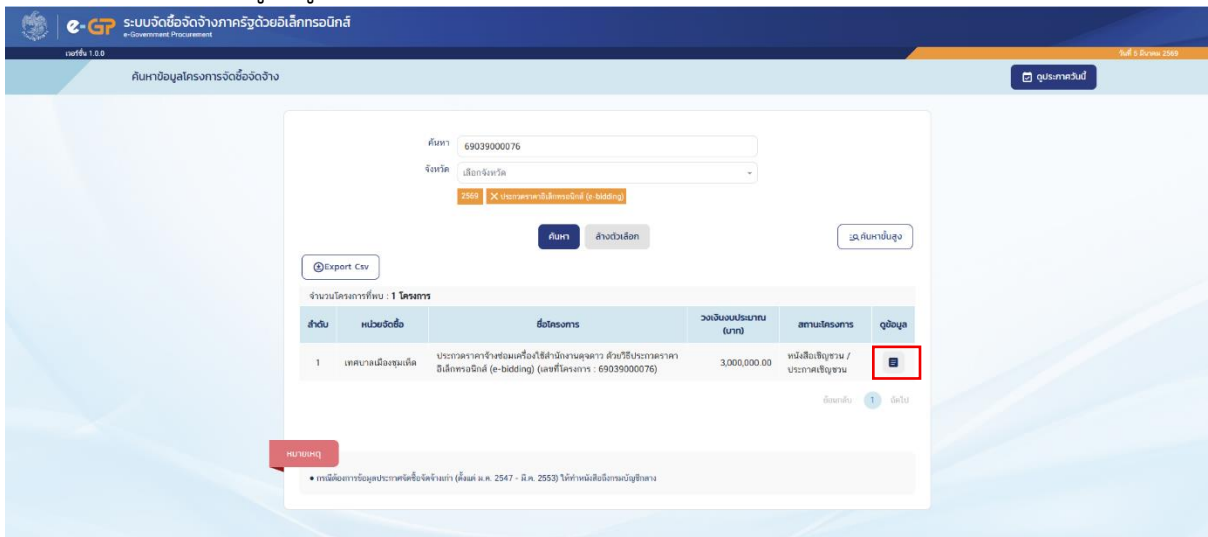 e-GP ระบบจัดซื้อจัดจ้างภาครัฐด้วยอิเล็กทรอนิกส์
e-Government Procurement
เวอร์ชั่น 1.0.0
วันที่ 5 มีนาคม 2569
ค้นหาข้อมูลโครงการจัดซื้อจัดจ้าง
ดูประกาศวันนี้
ค้นหา 69039000076
จังหวัด เลือกจังหวัด
2569 ประกวดราคาอิเล็กทรอนิกส์ (e-bidding)
ค้นหา ล้างตัวเลือก ค้นหาขั้นสูง
Export Csv
จำนวนโครงการที่พบ : 1 โครงการ
ลำดับ หน่วยจัดซื้อ ชื่อโครงการ วงเงินงบประมาณ (บาท) สถานะโครงการ ดูข้อมูล
1 เทศบาลเมืองชุมเห็ด ประกวดราคาจ้างซ่อมเครื่องใช้สำนักงานดุจดาว ด้วยวิธีประกวดราคา 3,000,000.00 หนังสือเชิญชวน /
อิเล็กทรอนิกส์ (e-bidding) (เลขที่โครงการ : 69039000076) ประกาศเชิญชวน
ย้อนกลับ 1 ถัดไป
หมายเหตุ
• กรณีต้องการข้อมูลประกาศจัดซื้อจัดจ้างเก่า (ตั้งแต่ ม.ค. 2547 - มี.ค. 2553) ให้ทำหนังสือถึงกรมบัญชีกลาง